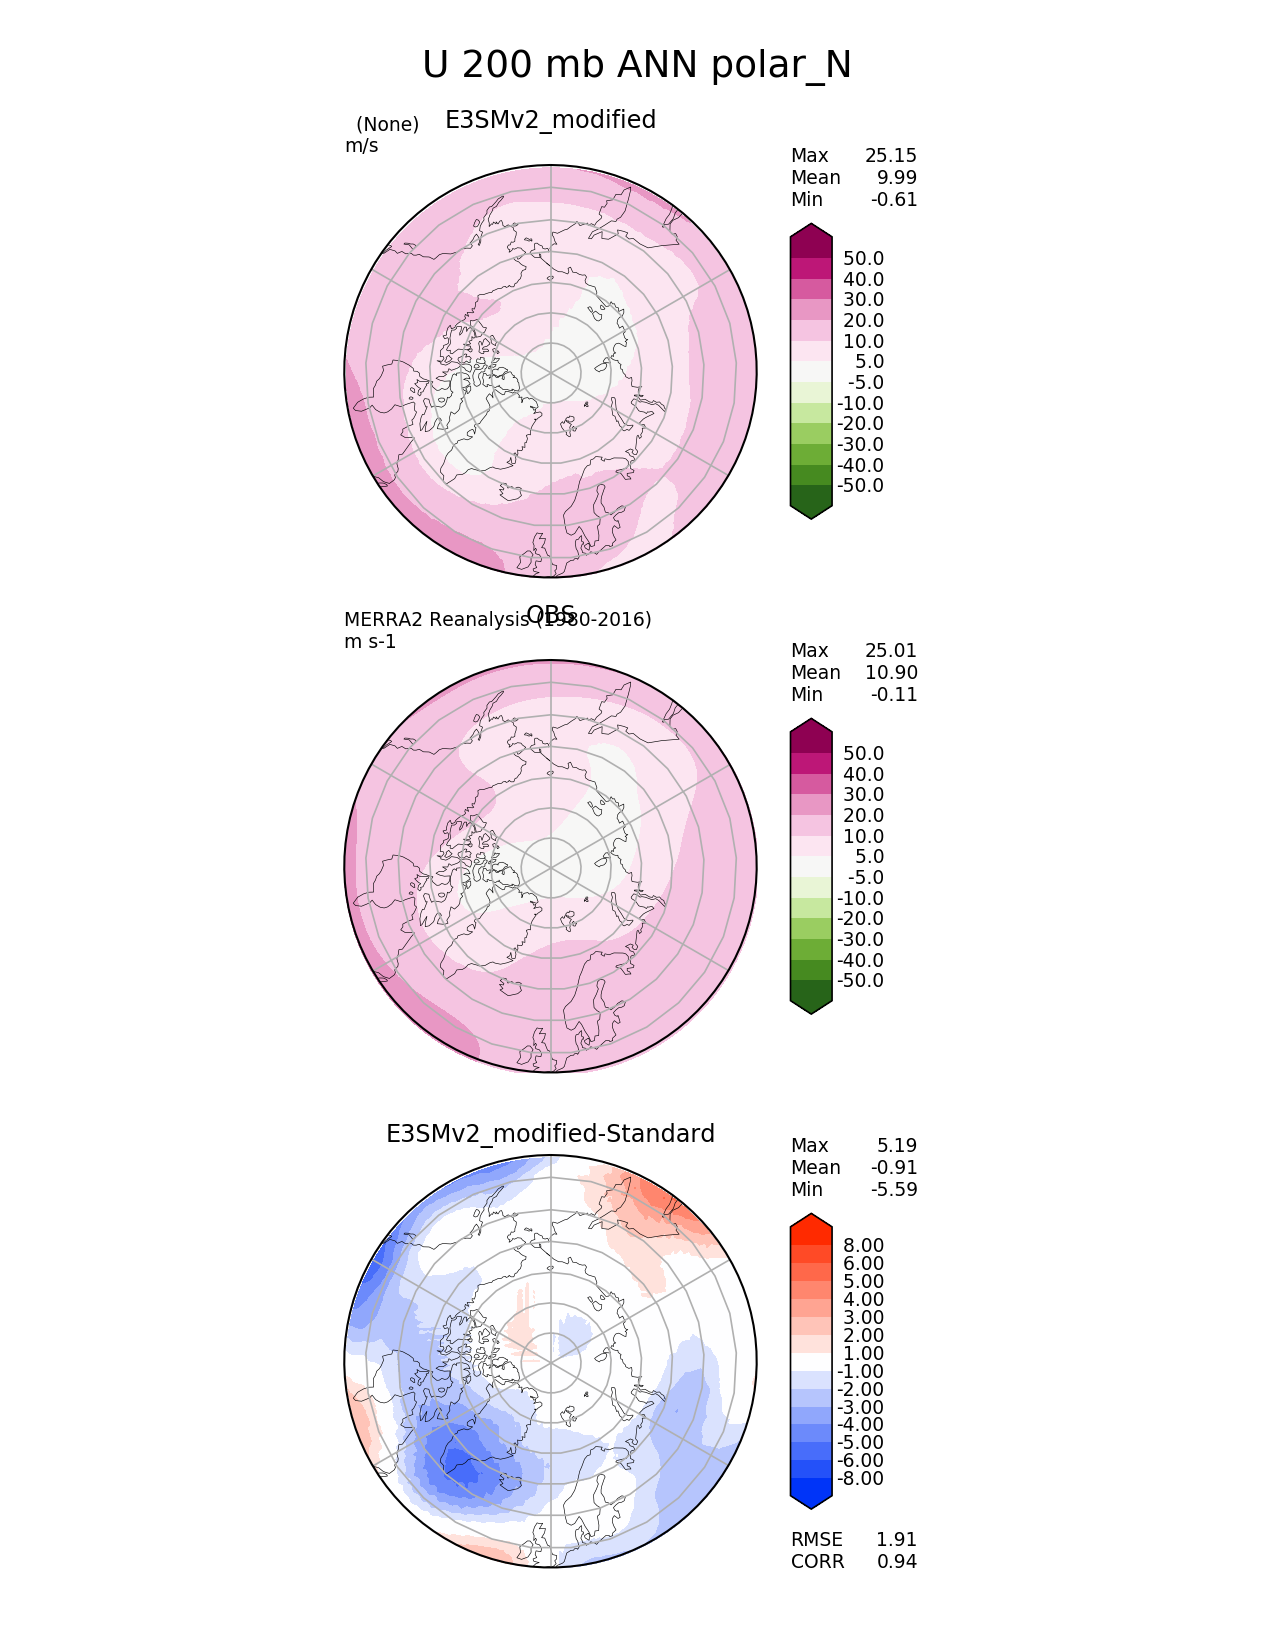 U 200 mb ANN polar_N
(None) E3SMv2_modified
m/s
Max 25.15
Mean 9.99
Min -0.61
50.0
40.0
30.0
20.0
10.0
5.0
-5.0
-10.0
-20.0
-30.0
-40.0
-50.0
OBS
MERRA2 Reanalysis (1980-2016)
m s-1
Max 25.01
Mean 10.90
Min -0.11
50.0
40.0
30.0
20.0
10.0
5.0
-5.0
-10.0
-20.0
-30.0
-40.0
-50.0
E3SMv2_modified-Standard
Max 5.19
Mean -0.91
Min -5.59
8.00
6.00
5.00
4.00
3.00
2.00
1.00
-1.00
-2.00
-3.00
-4.00
-5.00
-6.00
-8.00
RMSE 1.91
CORR 0.94